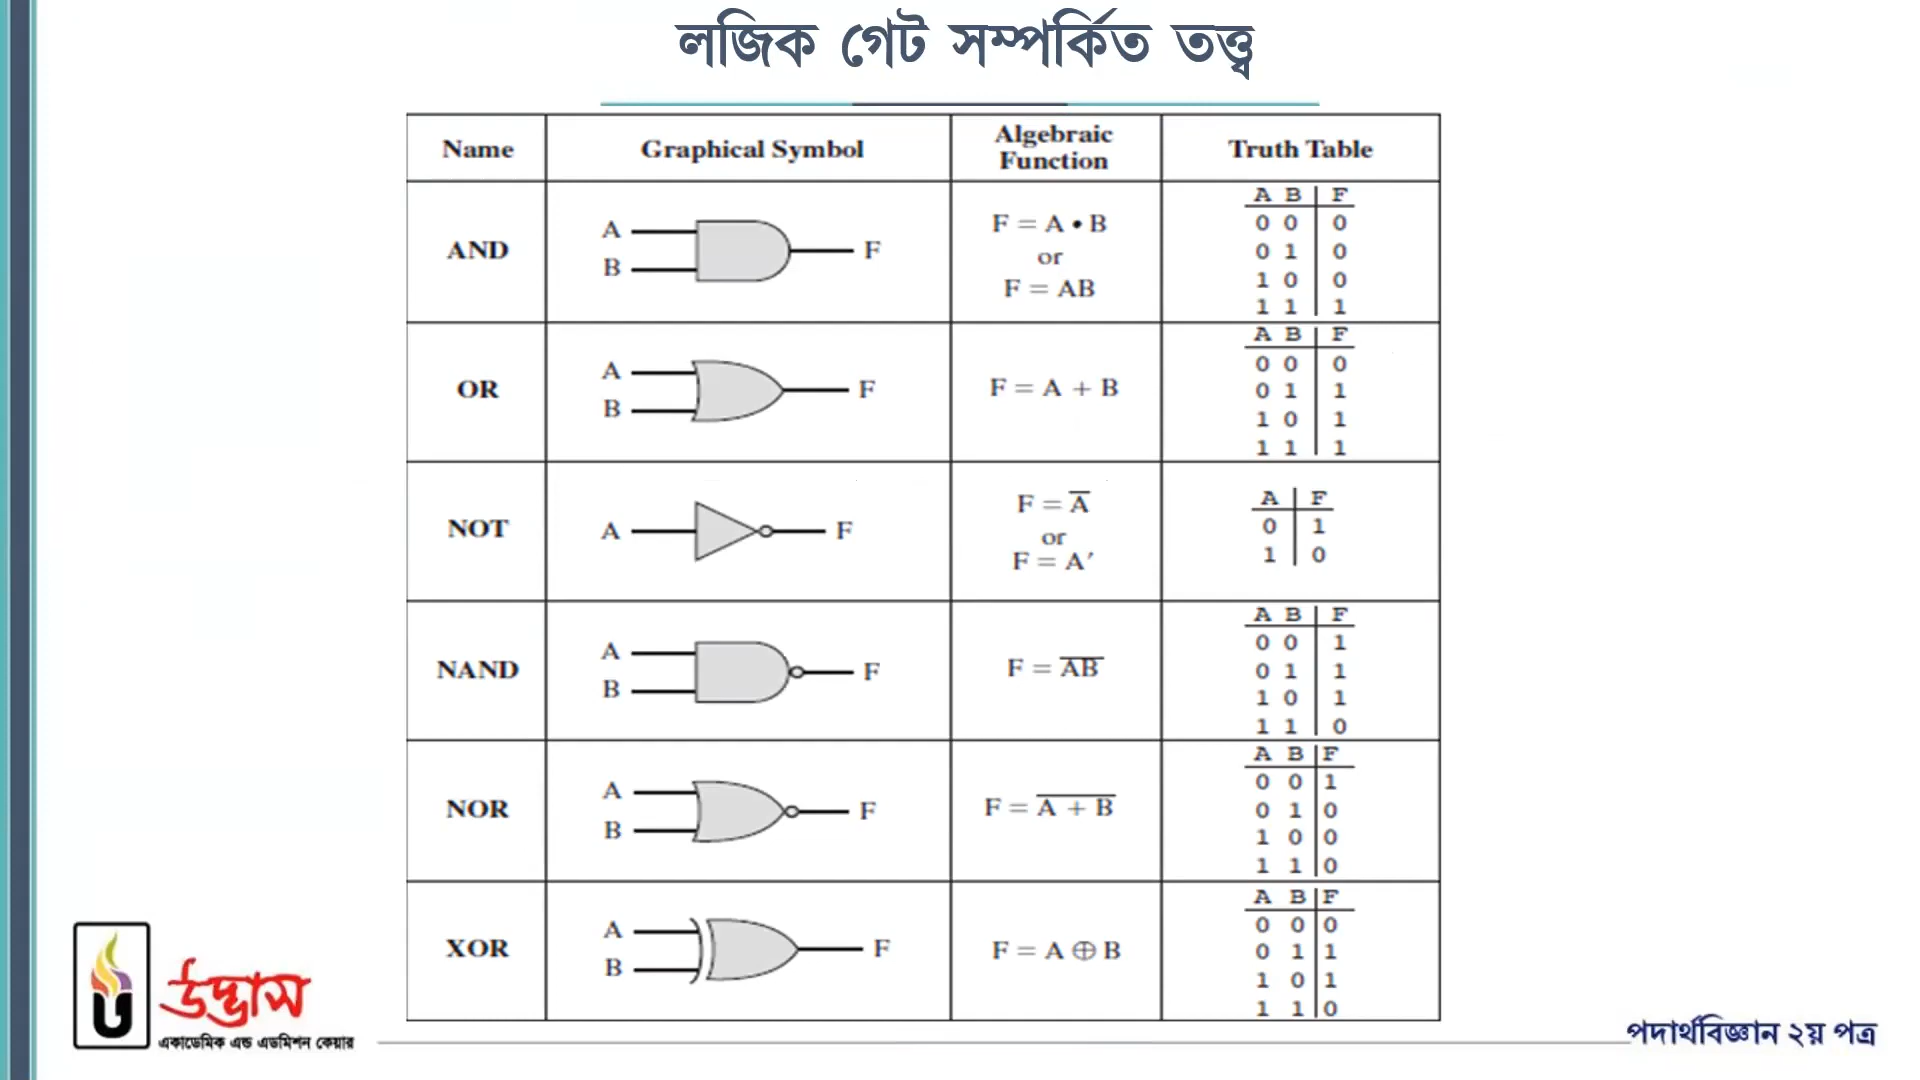 লজিক গেট সম্পর্কিত তত্ত্ব
Name Graphical Symbol Algebraic Function Truth Table
AND
A
B
F
F = A • B
or
F = AB
A B F
0 0 0
0 1 0
1 0 0
1 1 1
OR
A
B
F
F = A + B
A B F
0 0 0
0 1 1
1 0 1
1 1 1
NOT
A
F
F = A̅
or
F = A′
A F
0 1
1 0
NAND
A
B
F
F = A̅B̅
A B F
0 0 1
0 1 1
1 0 1
1 1 0
NOR
A
B
F
F = A̅ ̅+̅ ̅B̅
A B F
0 0 1
0 1 0
1 0 0
1 1 0
XOR
A
B
F
F = A ⊕ B
A B F
0 0 0
0 1 1
1 0 1
1 1 0
উদ্ভাস
একাডেমিক এন্ড এডমিশন কেয়ার
পদার্থবিজ্ঞান ২য় পত্র